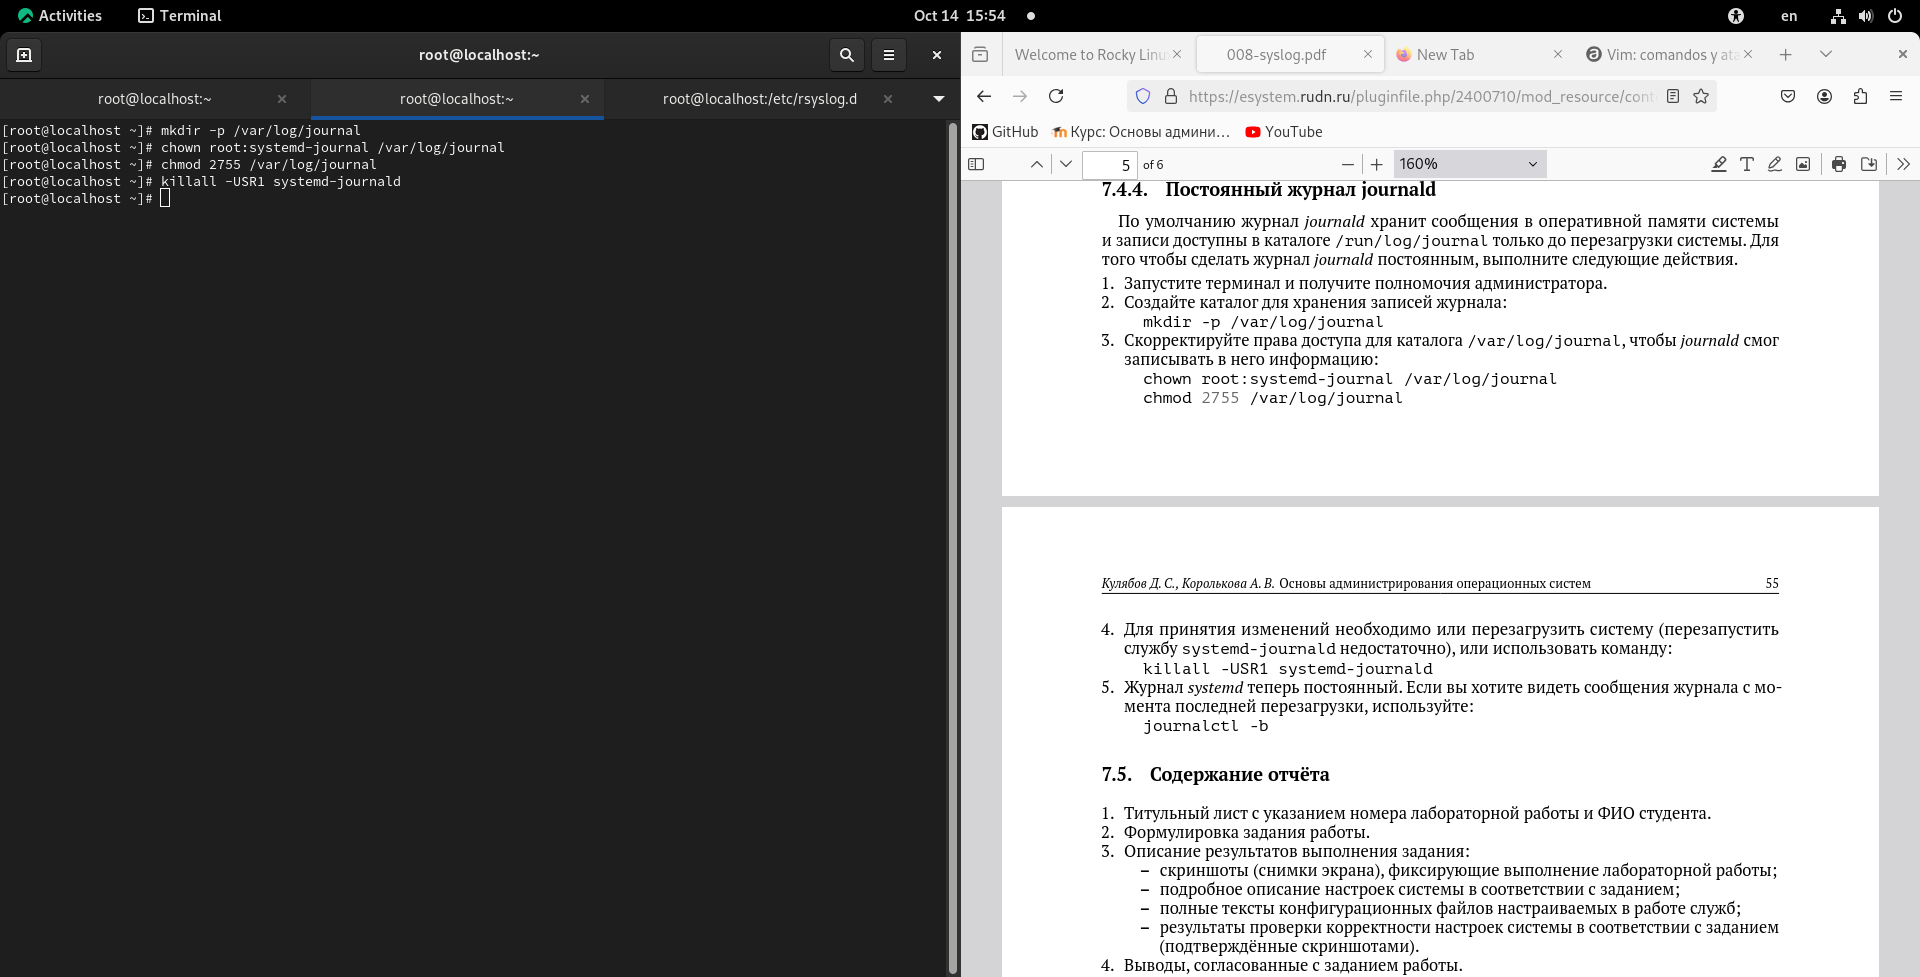 Activities Terminal Oct 14 15:54 en
root@localhost:~
root@localhost:~ root@localhost:~ root@localhost:/etc/rsyslog.d
[root@localhost ~]# mkdir -p /var/log/journal
[root@localhost ~]# chown root:systemd-journal /var/log/journal
[root@localhost ~]# chmod 2755 /var/log/journal
[root@localhost ~]# killall -USR1 systemd-journald
[root@localhost ~]#
Welcome to Rocky Linu 008-syslog.pdf New Tab Vim: comandos y ata
https://esystem.rudn.ru/pluginfile.php/2400710/mod_resource/cont
GitHub Курс: Основы админи… YouTube
5 of 6 160%
7.4.4. Постоянный журнал journald
По умолчанию журнал journald хранит сообщения в оперативной памяти системы
и записи доступны в каталоге /run/log/journal только до перезагрузки системы. Для
того чтобы сделать журнал journald постоянным, выполните следующие действия.
1. Запустите терминал и получите полномочия администратора.
2. Создайте каталог для хранения записей журнала:
mkdir -p /var/log/journal
3. Скорректируйте права доступа для каталога /var/log/journal, чтобы journald смог
записывать в него информацию:
chown root:systemd-journal /var/log/journal
chmod 2755 /var/log/journal
Кулябов Д. С., Королькова А. В. Основы администрирования операционных систем 55
4. Для принятия изменений необходимо или перезагрузить систему (перезапустить
службу systemd-journald недостаточно), или использовать команду:
killall -USR1 systemd-journald
5. Журнал systemd теперь постоянный. Если вы хотите видеть сообщения журнала с мо-
мента последней перезагрузки, используйте:
journalctl -b
7.5. Содержание отчёта
1. Титульный лист с указанием номера лабораторной работы и ФИО студента.
2. Формулировка задания работы.
3. Описание результатов выполнения задания:
– скриншоты (снимки экрана), фиксирующие выполнение лабораторной работы;
– подробное описание настроек системы в соответствии с заданием;
– полные тексты конфигурационных файлов настраиваемых в работе служб;
– результаты проверки корректности настроек системы в соответствии с заданием
(подтверждённые скриншотами).
4. Выводы, согласованные с заданием работы.